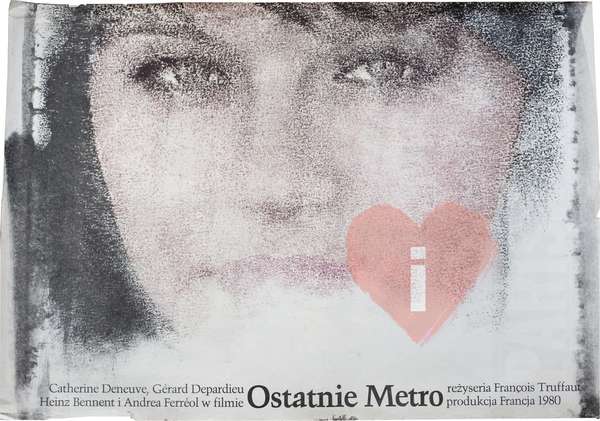 i
Catherine Deneuve, Gérard Depardieu
Heinz Bennent i Andrea Ferréol w filmie
Ostatnie Metro
reżyseria François Truffaut
produkcja Francja 1980